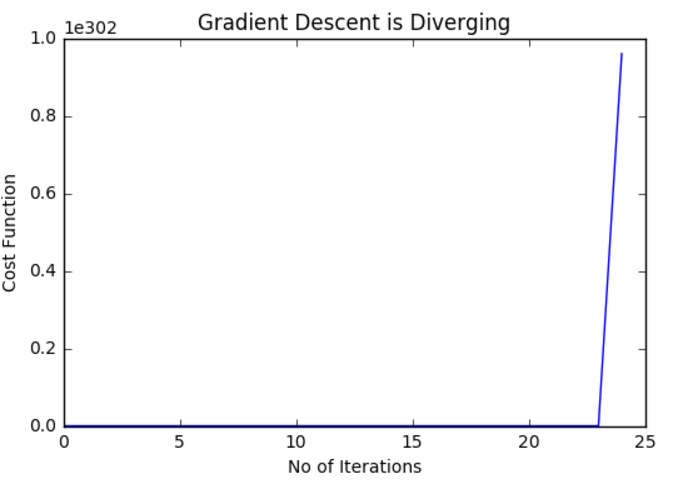 Gradient Descent is Diverging
1e302
1.0
0.8
0.6
0.4
0.2
0.0
Cost Function
0 5 10 15 20 25
No of Iterations